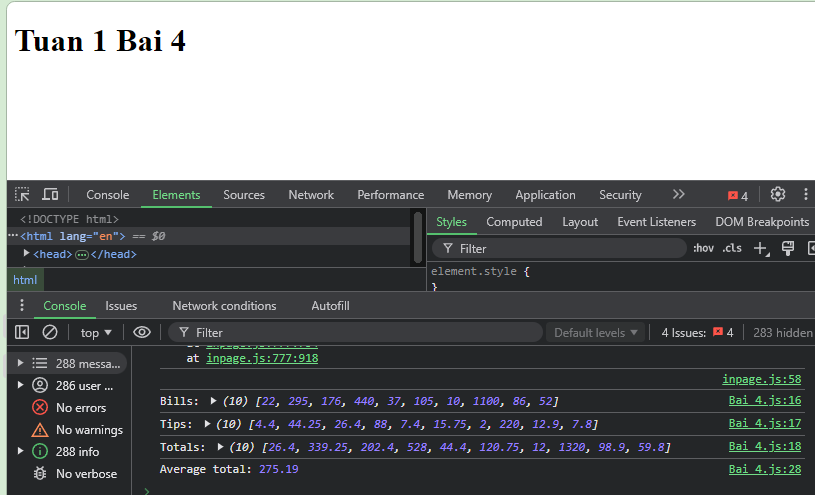 Tuan 1 Bai 4
Console Elements Sources Network Performance Memory Application Security 4
<!DOCTYPE html>
<html lang="en"> == $0
<head> </head>
html
Styles Computed Layout Event Listeners DOM Breakpoints
Filter :hov .cls
element.style {
}
Console Issues Network conditions Autofill
top Filter Default levels 4 Issues: 4 283 hidden
288 messa...
286 user ...
No errors
No warnings
288 info
No verbose
at inpage.js:777:918
inpage.js:58
Bills: (10) [22, 295, 176, 440, 37, 105, 10, 1100, 86, 52] Bai 4.js:16
Tips: (10) [4.4, 44.25, 26.4, 88, 7.4, 15.75, 2, 220, 12.9, 7.8] Bai 4.js:17
Totals: (10) [26.4, 339.25, 202.4, 528, 44.4, 120.75, 12, 1320, 98.9, 59.8] Bai 4.js:18
Average total: 275.19 Bai 4.js:28